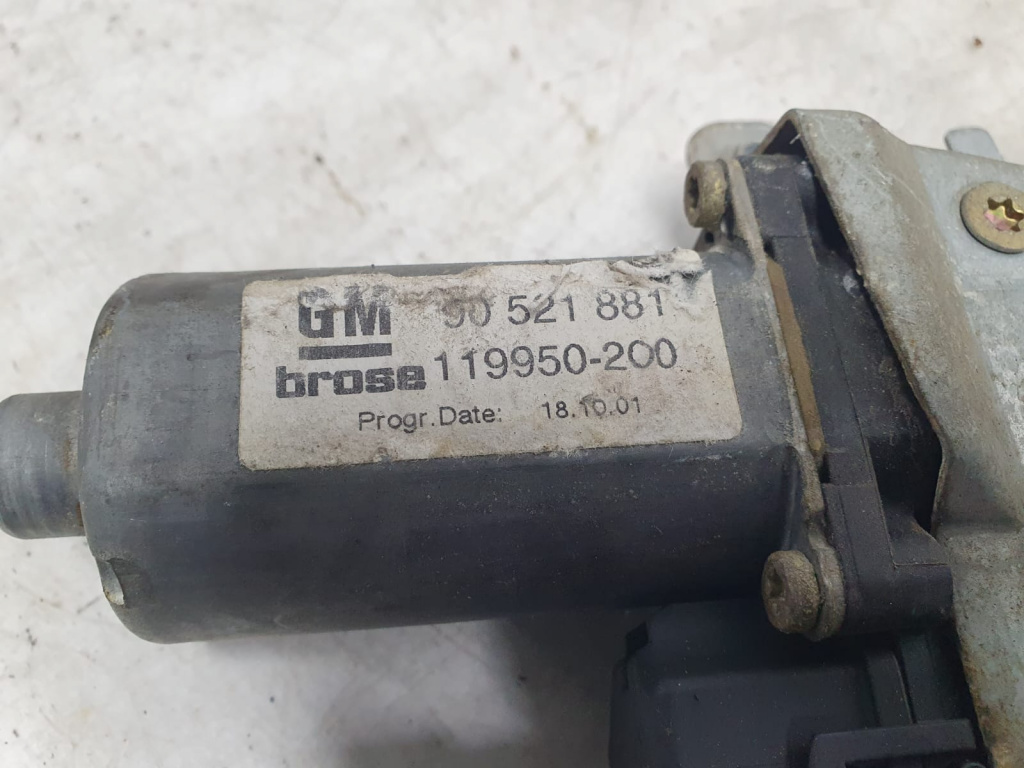 GM 90 521 881
brose 119950-200
Progr.Date: 18.10.01